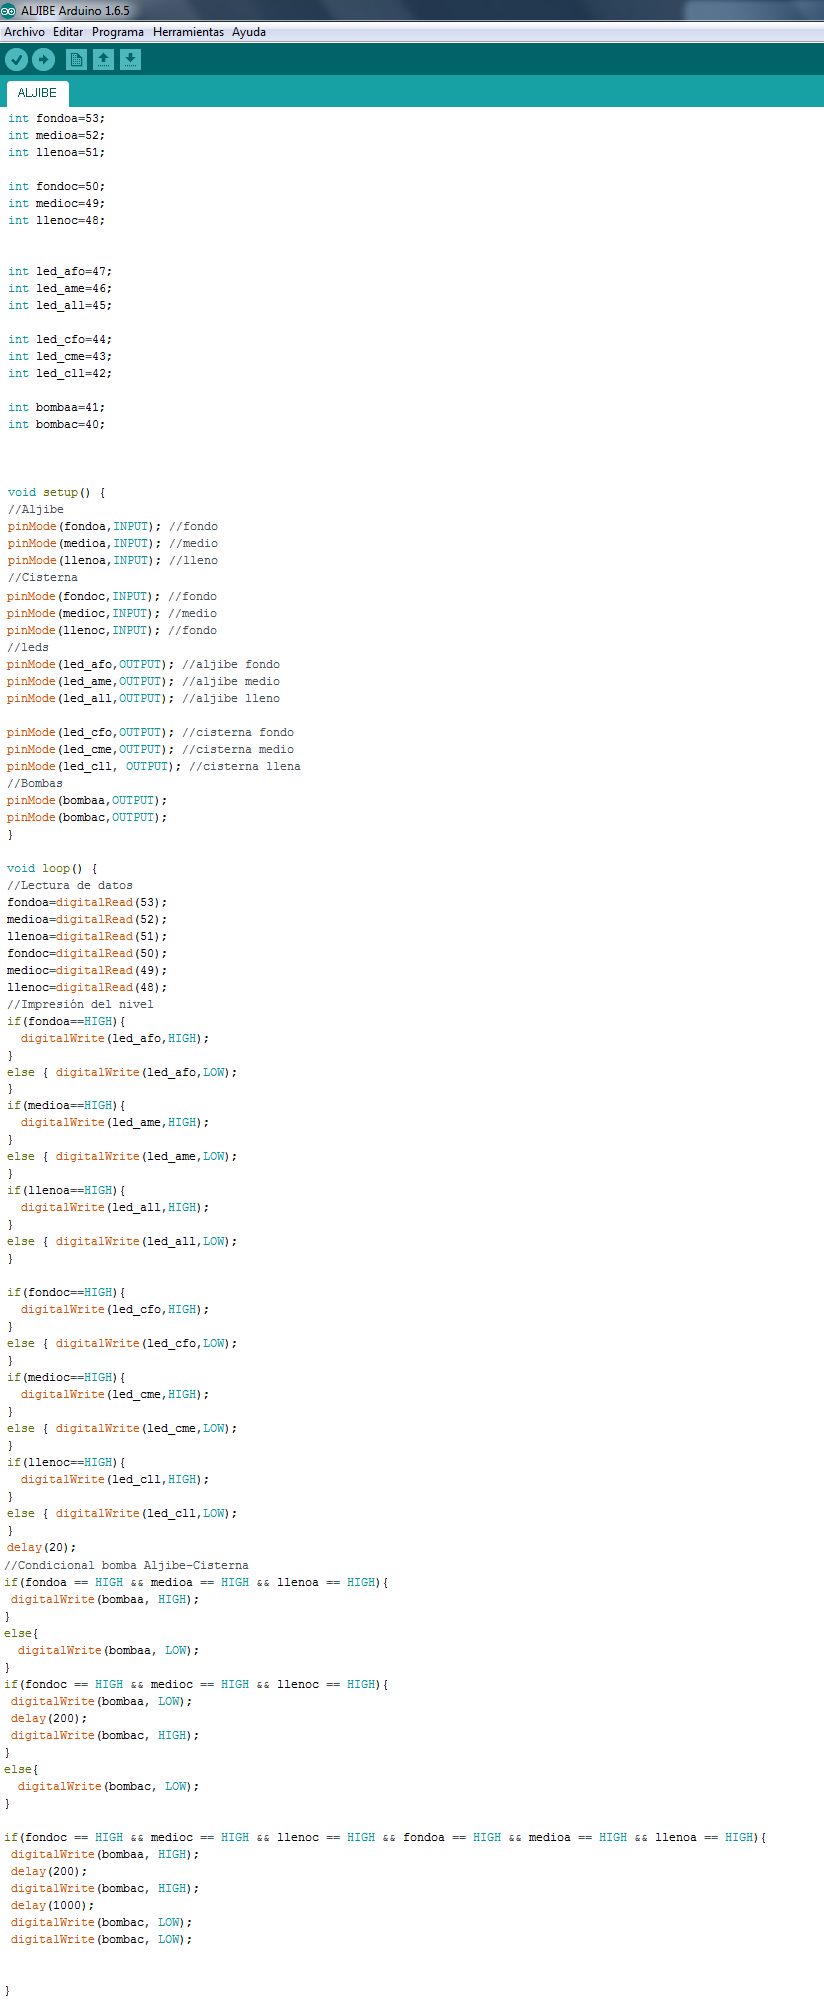 ALJIBE Arduino 1.6.5
Archivo Editar Programa Herramientas Ayuda
ALJIBE
int fondoa=53;
int medioa=52;
int llenoa=51;
int fondoc=50;
int medioc=49;
int llenoc=48;
int led_afo=47;
int led_ame=46;
int led_all=45;
int led_cfo=44;
int led_cme=43;
int led_cll=42;
int bombaa=41;
int bombac=40;
void setup() {
//Aljibe
pinMode(fondoa,INPUT); //fondo
pinMode(medioa,INPUT); //medio
pinMode(llenoa,INPUT); //lleno
//Cisterna
pinMode(fondoc,INPUT); //fondo
pinMode(medioc,INPUT); //medio
pinMode(llenoc,INPUT); //fondo
//leds
pinMode(led_afo,OUTPUT); //aljibe fondo
pinMode(led_ame,OUTPUT); //aljibe medio
pinMode(led_all,OUTPUT); //aljibe lleno
pinMode(led_cfo,OUTPUT); //cisterna fondo
pinMode(led_cme,OUTPUT); //cisterna medio
pinMode(led_cll, OUTPUT); //cisterna llena
//Bombas
pinMode(bombaa,OUTPUT);
pinMode(bombac,OUTPUT);
}
void loop() {
//Lectura de datos
fondoa=digitalRead(53);
medioa=digitalRead(52);
llenoa=digitalRead(51);
fondoc=digitalRead(50);
medioc=digitalRead(49);
llenoc=digitalRead(48);
//Impresión del nivel
if(fondoa==HIGH){
digitalWrite(led_afo,HIGH);
}
else { digitalWrite(led_afo,LOW);
}
if(medioa==HIGH){
digitalWrite(led_ame,HIGH);
}
else { digitalWrite(led_ame,LOW);
}
if(llenoa==HIGH){
digitalWrite(led_all,HIGH);
}
else { digitalWrite(led_all,LOW);
}
if(fondoc==HIGH){
digitalWrite(led_cfo,HIGH);
}
else { digitalWrite(led_cfo,LOW);
}
if(medioc==HIGH){
digitalWrite(led_cme,HIGH);
}
else { digitalWrite(led_cme,LOW);
}
if(llenoc==HIGH){
digitalWrite(led_cll,HIGH);
}
else { digitalWrite(led_cll,LOW);
}
delay(20);
//Condicional bomba Aljibe-Cisterna
if(fondoa == HIGH && medioa == HIGH && llenoa == HIGH){
digitalWrite(bombaa, HIGH);
}
else{
digitalWrite(bombaa, LOW);
}
if(fondoc == HIGH && medioc == HIGH && llenoc == HIGH){
digitalWrite(bombaa, LOW);
delay(200);
digitalWrite(bombac, HIGH);
}
else{
digitalWrite(bombac, LOW);
}
if(fondoc == HIGH && medioc == HIGH && llenoc == HIGH && fondoa == HIGH && medioa == HIGH && llenoa == HIGH){
digitalWrite(bombaa, HIGH);
delay(200);
digitalWrite(bombac, HIGH);
delay(1000);
digitalWrite(bombac, LOW);
digitalWrite(bombac, LOW);
}